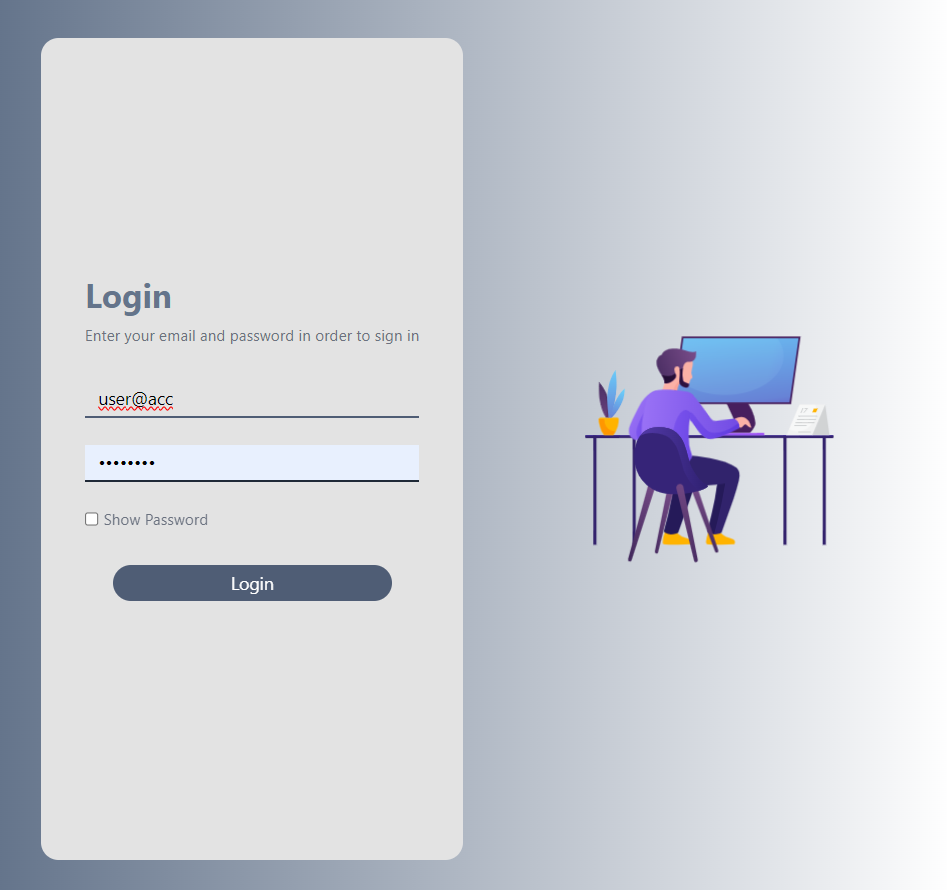 Login
Enter your email and password in order to sign in
user@acc
••••••••
Show Password
Login